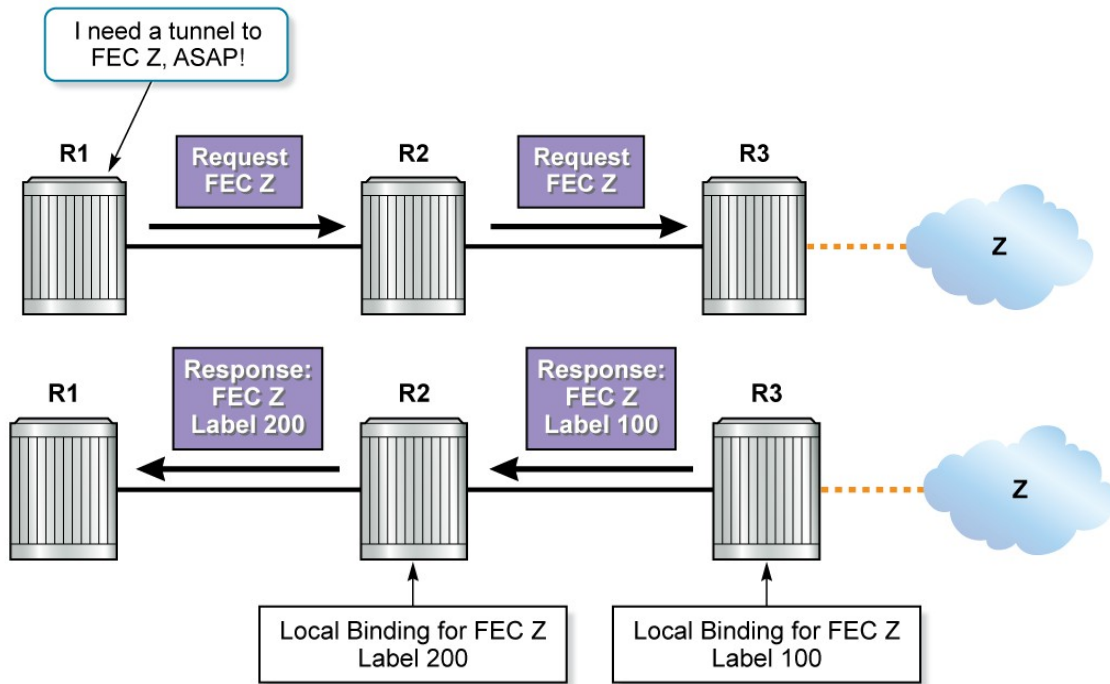 I need a tunnel to
FEC Z, ASAP!
R1
Request
FEC Z
R2
Request
FEC Z
R3
Z
R1
Response:
FEC Z
Label 200
R2
Response:
FEC Z
Label 100
R3
Z
Local Binding for FEC Z
Label 200
Local Binding for FEC Z
Label 100